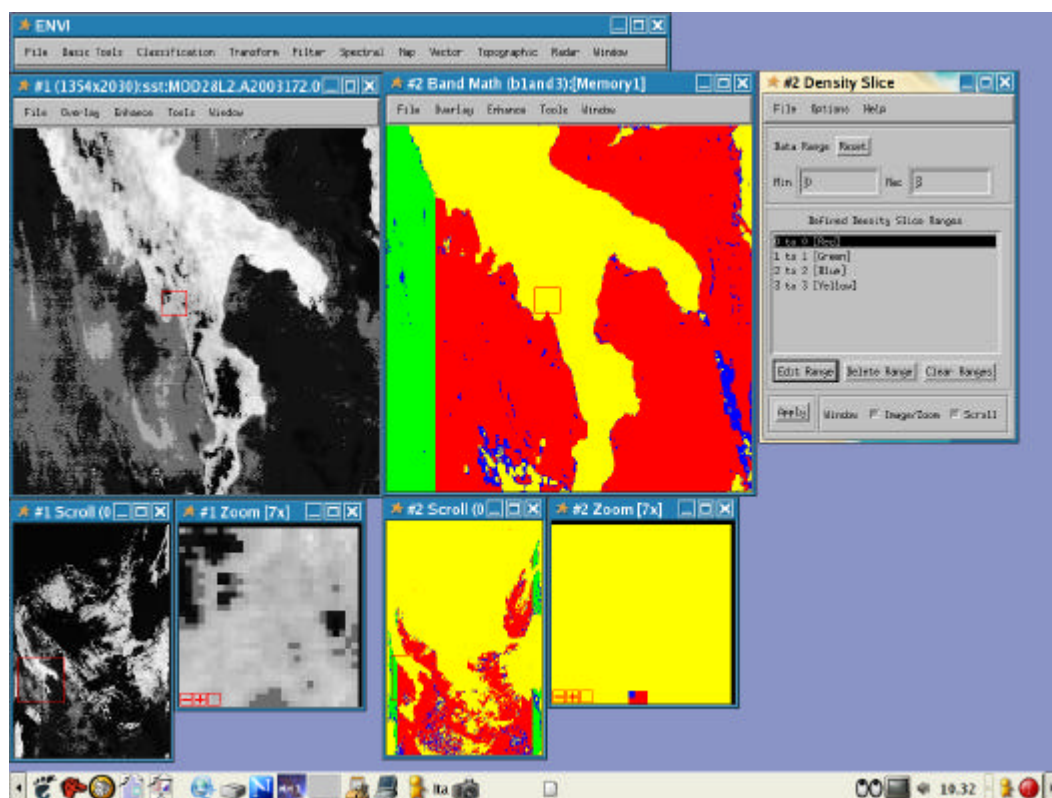 ENVI
File Basic Tools Classification Transform Filter Spectral Map Vector Topographic Radar Window
#1 (1354x2030):sst:MOD28L2.A2003172.0
File Overlay Enhance Tools Window
#2 Band Math (b1and3):[Memory1]
File Overlay Enhance Tools Window
#2 Density Slice
File Options Help
Data Range Reset
Min 0 Max 3
Defined Density Slice Ranges
0 to 0 [Red]
1 to 1 [Green]
2 to 2 [Blue]
3 to 3 [Yellow]
Edit Range Delete Range Clear Ranges
Apply Window Image/Zoom Scroll
#1 Scroll (0
#1 Zoom [7x]
#2 Scroll (0
#2 Zoom [7x]
Ita
10.32